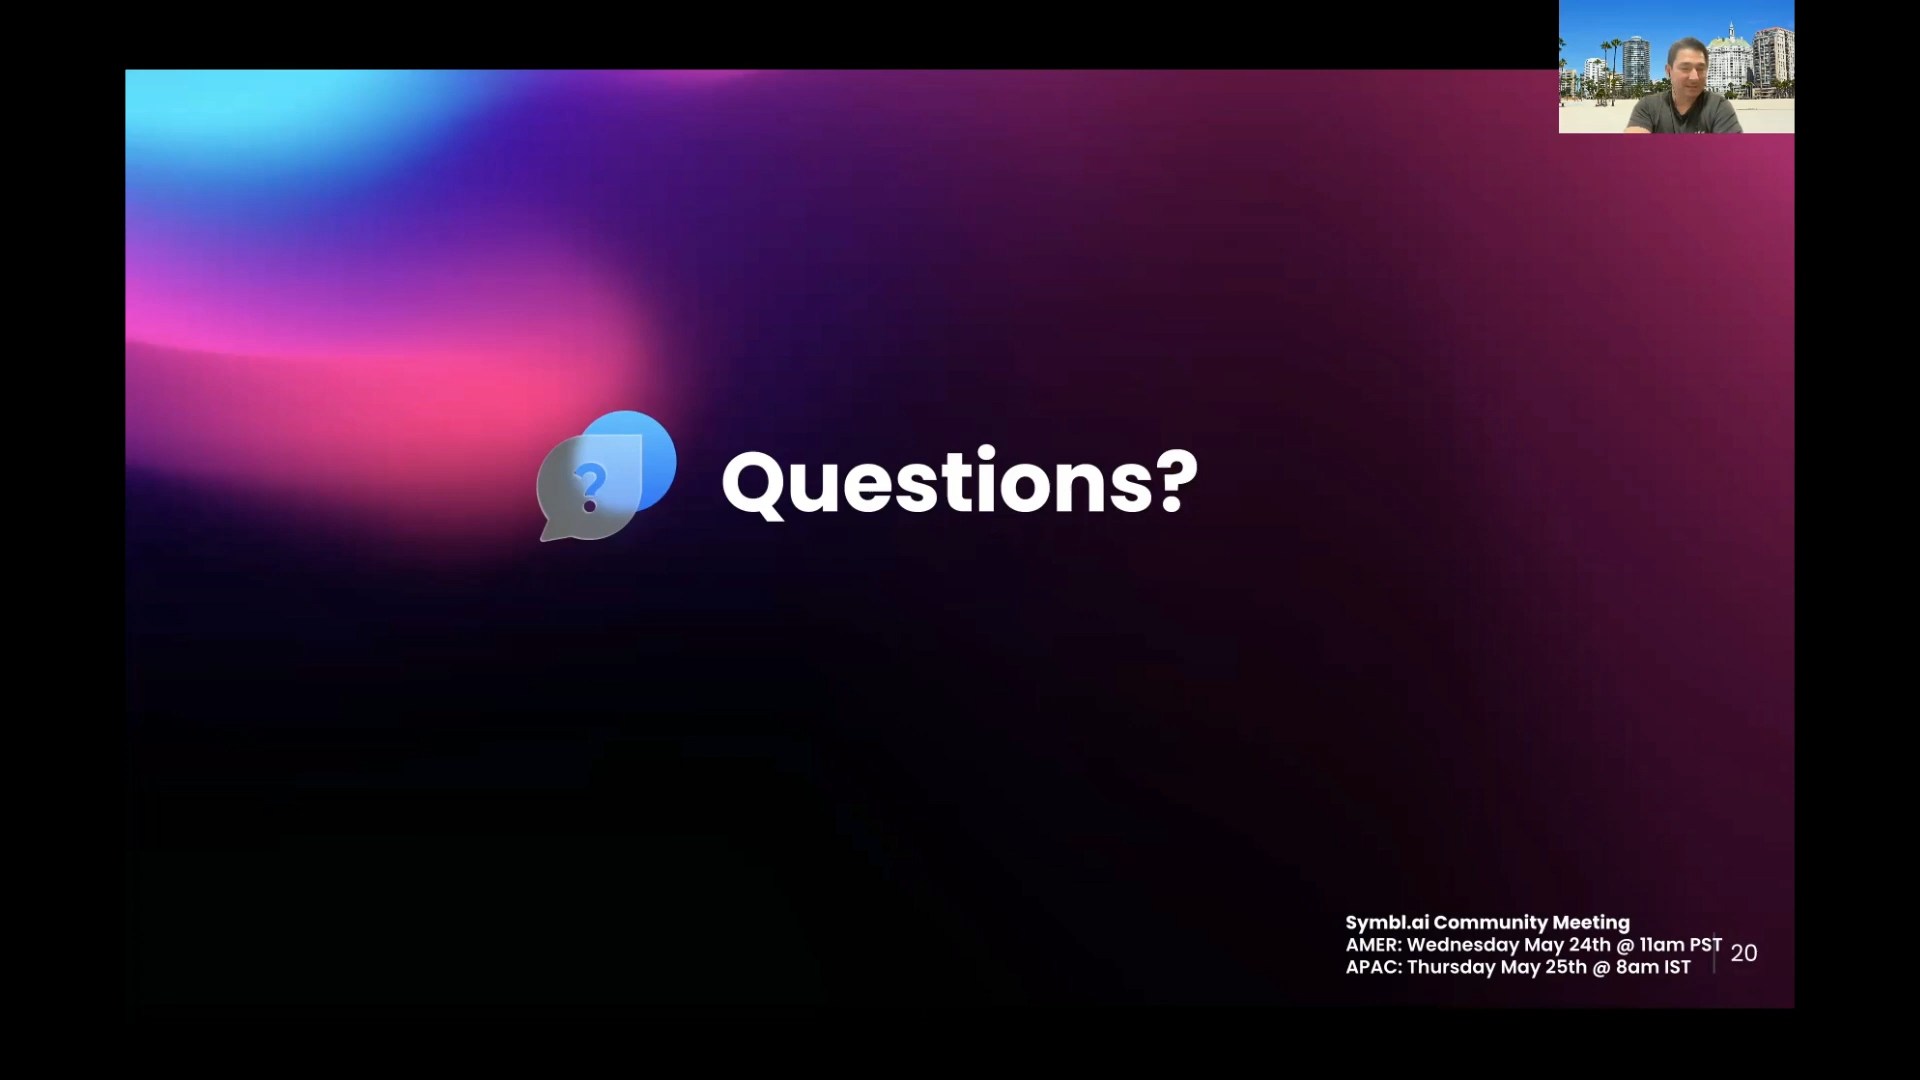 ?
Questions?
Symbl.ai Community Meeting
AMER: Wednesday May 24th @ 11am PST
APAC: Thursday May 25th @ 8am IST
20